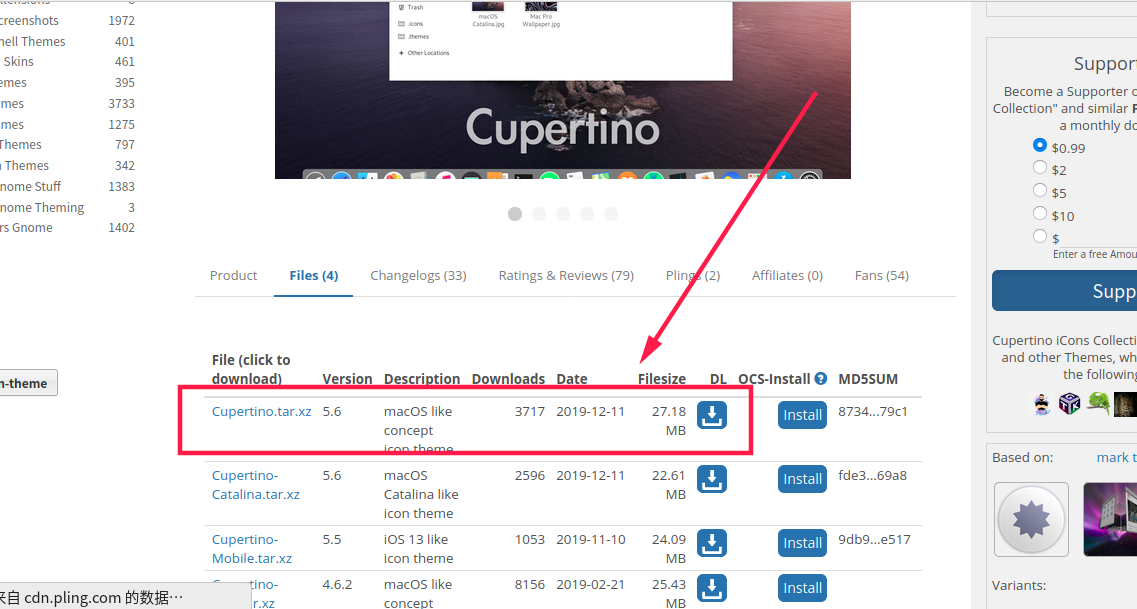 creenshots 1972
hell Themes 401
Skins 461
emes 395
mes 3733
mes 1275
Themes 797
n Themes 342
nome Stuff 1383
nome Theming 3
rs Gnome 1402
n-theme
Trash
.icons
.themes
Other Locations
macOS
Catalina.jpg
Mac Pro
Wallpaper.jpg
Cupertino
Product Files (4) Changelogs (33) Ratings & Reviews (79) Plings (2) Affiliates (0) Fans (54)
File (click to
download) Version Description Downloads Date Filesize DL OCS-Install ? MD5SUM
Cupertino.tar.xz 5.6 macOS like 3717 2019-12-11 27.18 Install 8734...79c1
concept MB
icon theme
Cupertino- 5.6 macOS 2596 2019-12-11 22.61 Install fde3...69a8
Catalina.tar.xz Catalina like MB
icon theme
Cupertino- 5.5 iOS 13 like 1053 2019-11-10 24.09 Install 9db9...e517
Mobile.tar.xz icon theme MB
Cupertino- 4.6.2 macOS like 8156 2019-02-21 25.43 Install
r.xz concept MB
来自 cdn.pling.com 的数据…
Suppor
Become a Supporter o
Collection" and similar
a monthly do
$0.99
$2
$5
$10
$
Enter a free Amou
Supp
Cupertino iCons Collecti
and other Themes, wh
the following
Based on: mark t
Variants: